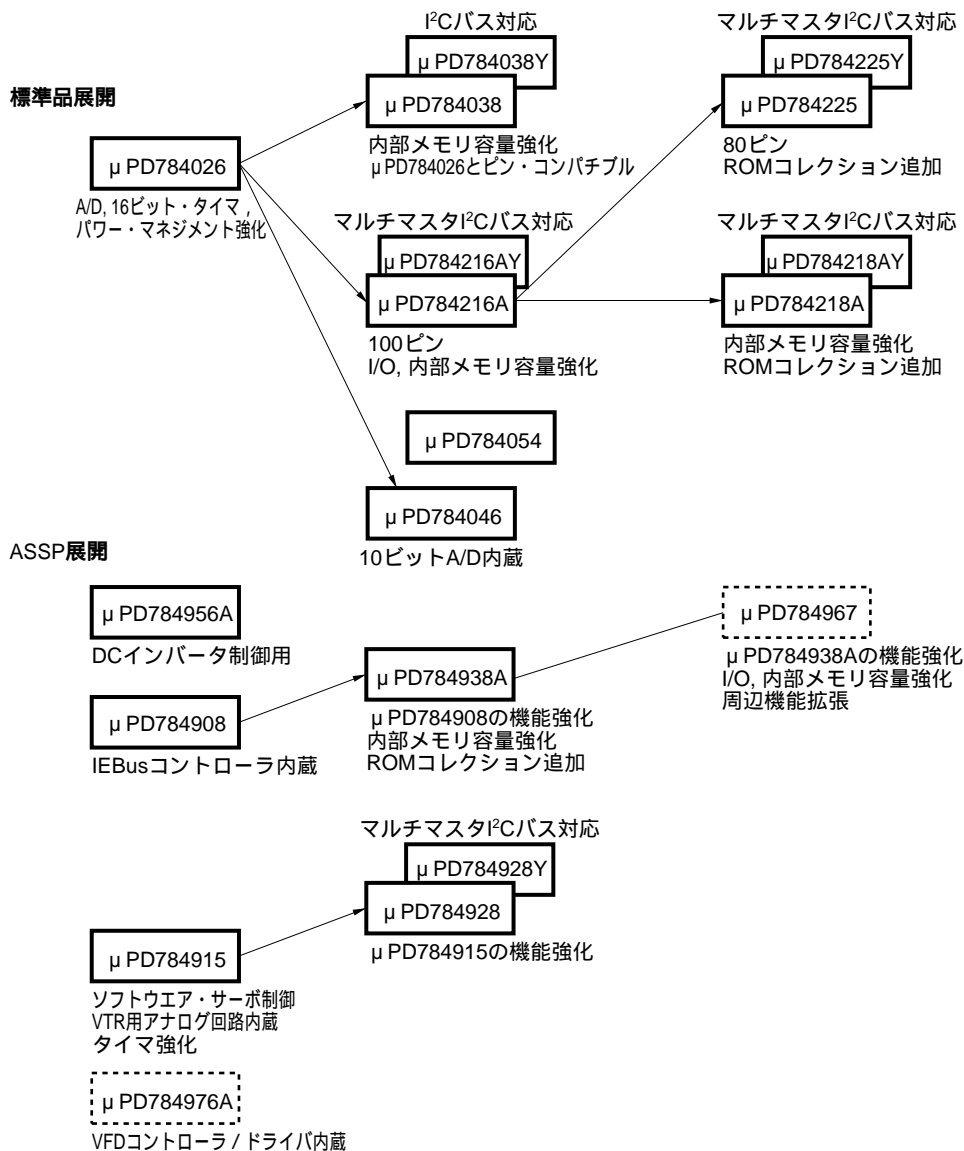 標準品展開
μPD784026
A/D, 16ビット・タイマ,
パワー・マネジメント強化
I²Cバス対応
μPD784038Y
μPD784038
内部メモリ容量強化
μPD784026とピン・コンパチブル
マルチマスタI²Cバス対応
μPD784225Y
μPD784225
80ピン
ROMコレクション追加
マルチマスタI²Cバス対応
μPD784216AY
μPD784216A
100ピン
I/O, 内部メモリ容量強化
マルチマスタI²Cバス対応
μPD784218AY
μPD784218A
内部メモリ容量強化
ROMコレクション追加
μPD784054
μPD784046
10ビットA/D内蔵
ASSP展開
μPD784956A
DCインバータ制御用
μPD784908
IEBusコントローラ内蔵
μPD784938A
μPD784908の機能強化
内部メモリ容量強化
ROMコレクション追加
μPD784967
μPD784938Aの機能強化
I/O, 内部メモリ容量強化
周辺機能拡張
マルチマスタI²Cバス対応
μPD784928Y
μPD784928
μPD784915の機能強化
μPD784915
ソフトウエア・サーボ制御
VTR用アナログ回路内蔵
タイマ強化
μPD784976A
VFDコントローラ/ドライバ内蔵